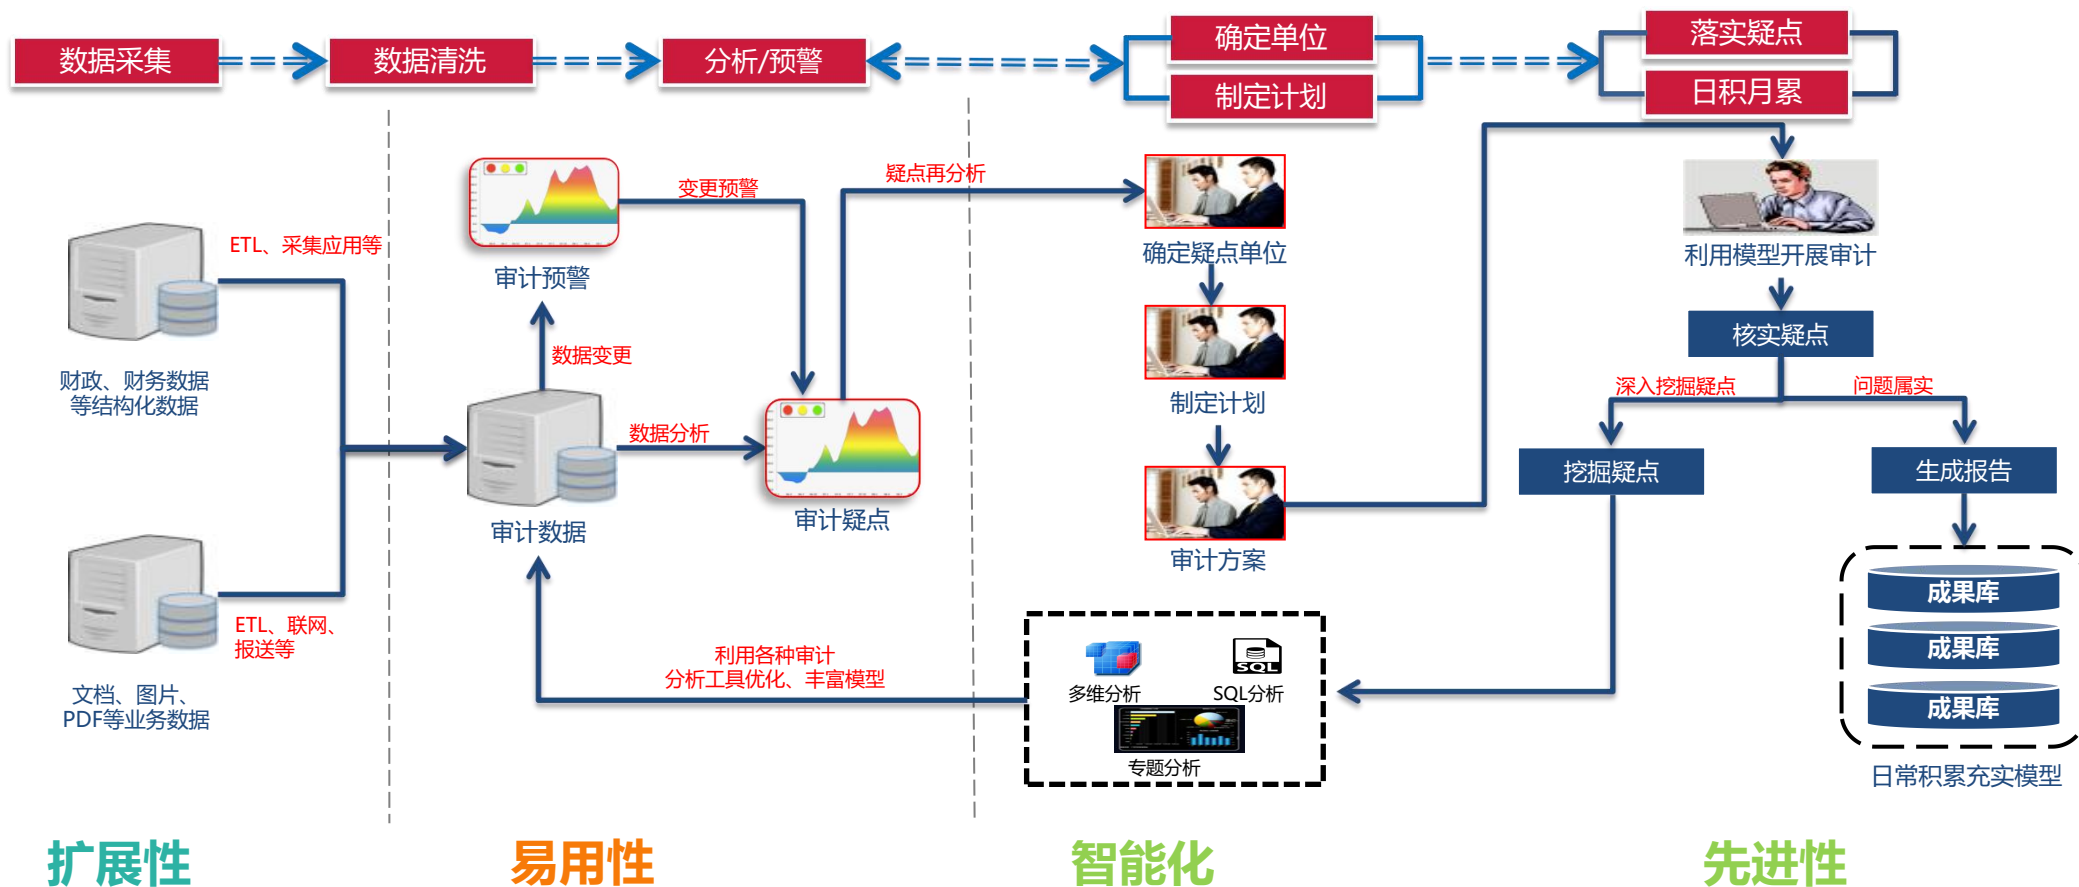 数据采集
数据清洗
分析/预警
确定单位
制定计划
落实疑点
日积月累
ETL、采集应用等
财政、财务数据
等结构化数据
ETL、联网、
报送等
文档、图片、
PDF等业务数据
审计预警
变更预警
数据变更
数据分析
审计数据
审计疑点
疑点再分析
利用各种审计
分析工具优化、丰富模型
确定疑点单位
制定计划
审计方案
多维分析
SQL
SQL分析
专题分析
利用模型开展审计
核实疑点
深入挖掘疑点
问题属实
挖掘疑点
生成报告
成果库
成果库
成果库
日常积累充实模型
扩展性
易用性
智能化
先进性